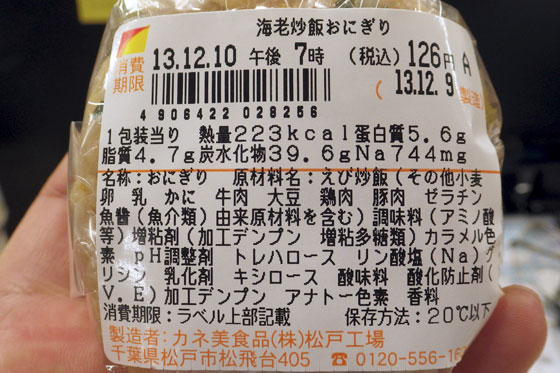 海老炒飯おにぎり
消費期限 13.12.10 午後 7時 (税込) 126円 A
(13.12. 9 製造)
4 906422 028256
1包装当り 熱量223kcal蛋白質5.6g
脂質4.7g炭水化物39.6gNa744mg
名称:おにぎり 原材料名:えび炒飯(その他小麦
卵 乳 かに 牛肉 大豆 鶏肉 豚肉 ゼラチン
魚醬(魚介類)由来原材料を含む)調味料(アミノ酸
等)増粘剤(加工デンプン 増粘多糖類)カラメル色
素 pH調整剤 トレハロース リン酸塩(Na)グ
リシン 乳化剤 キシロース 酸味料 酸化防止剤(
V.E)加工デンプン アナトー色素 香料
消費期限:ラベル上部記載 保存方法:20℃以下
製造者:カネ美食品(株)松戸工場
千葉県松戸市松飛台405 ☎ 0120-556-16